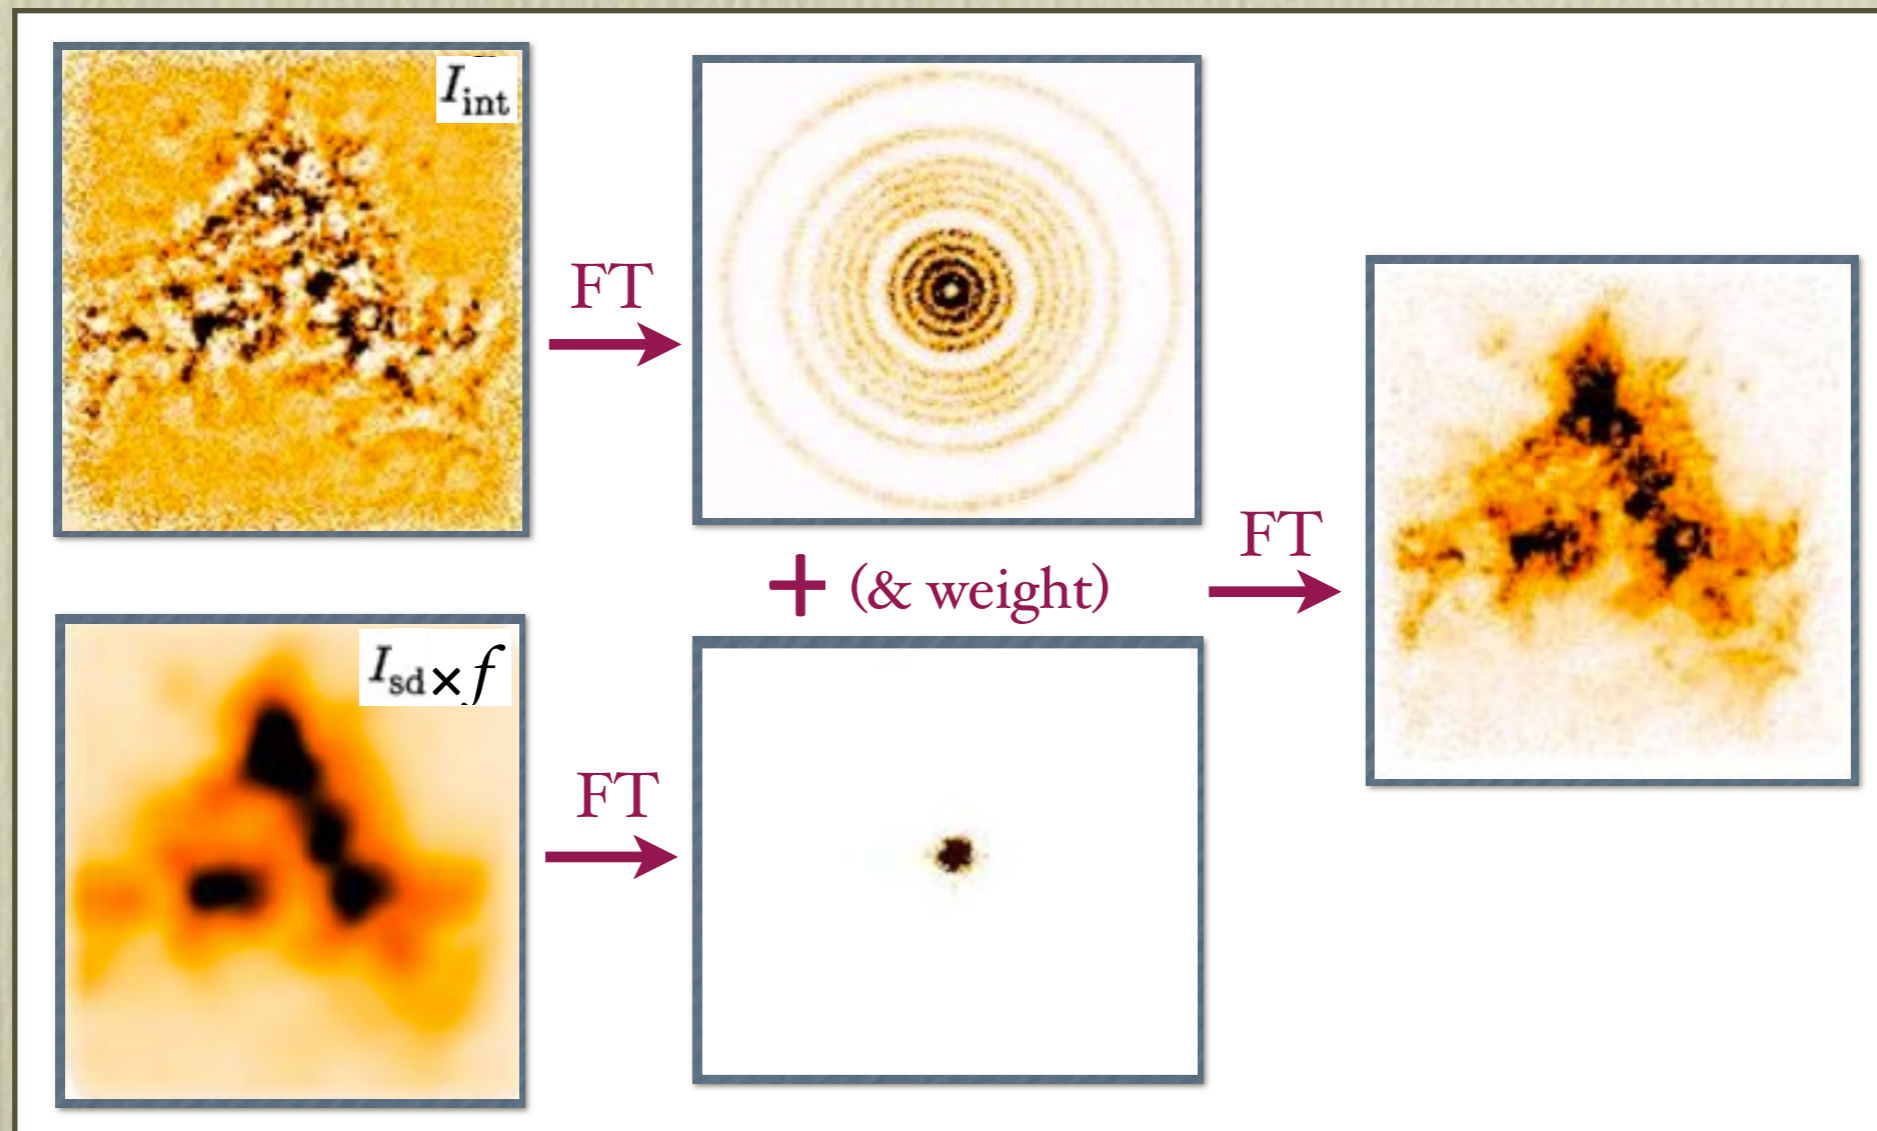 I_int
FT
+ (& weight)
FT
I_sd × f
FT